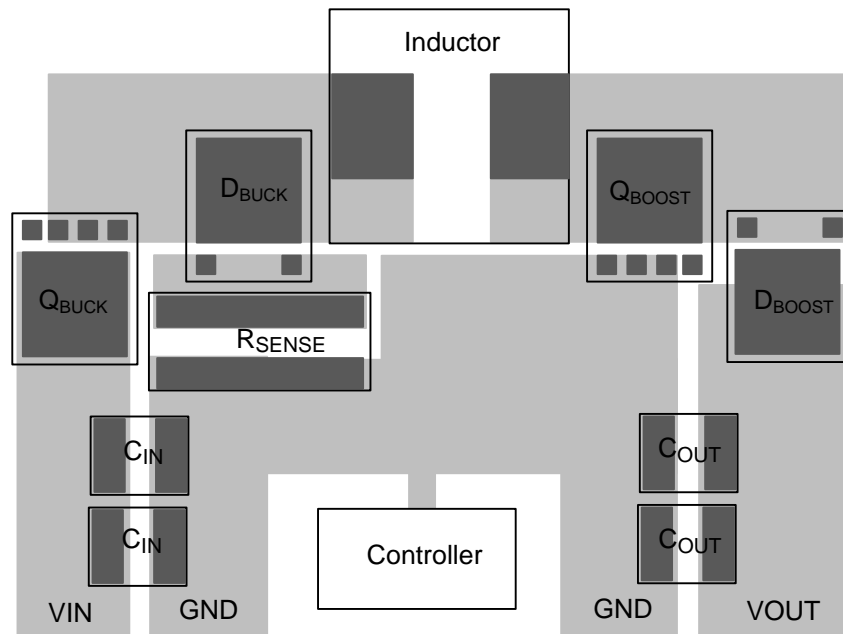 Inductor
DBUCK
QBOOST
QBUCK
DBOOST
RSENSE
CIN
COUT
CIN
COUT
Controller
VIN
GND
GND
VOUT